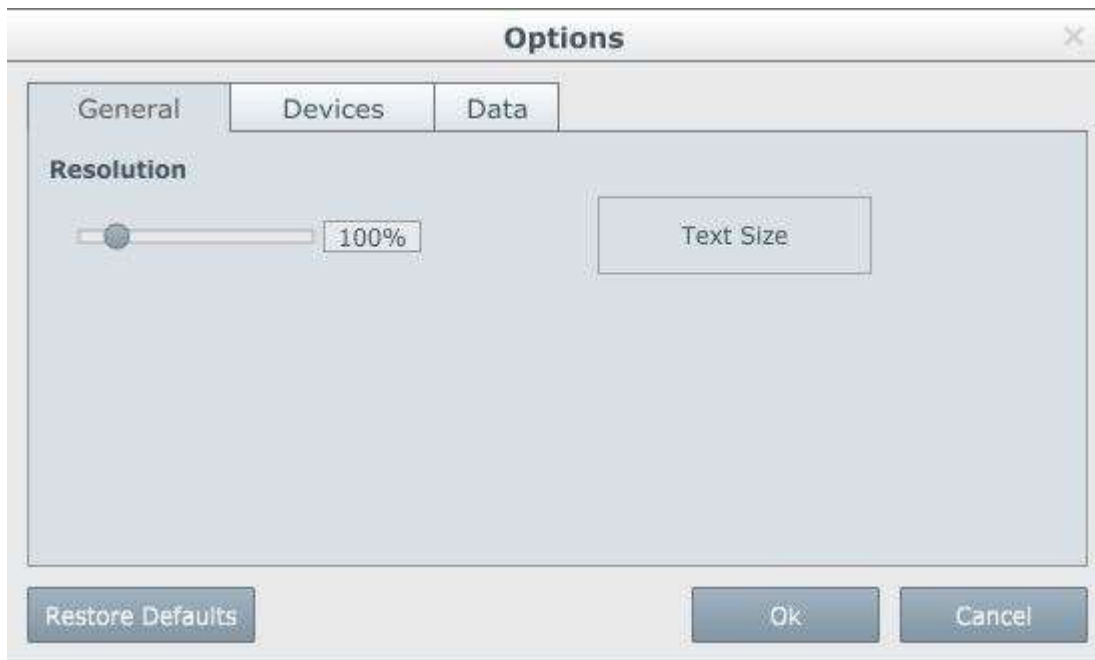 Options
General Devices Data
Resolution
100% Text Size
Restore Defaults Ok Cancel